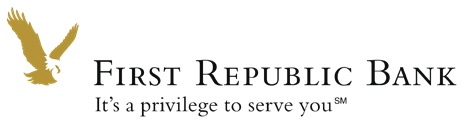 First Republic Bank
It's a privilege to serve you℠